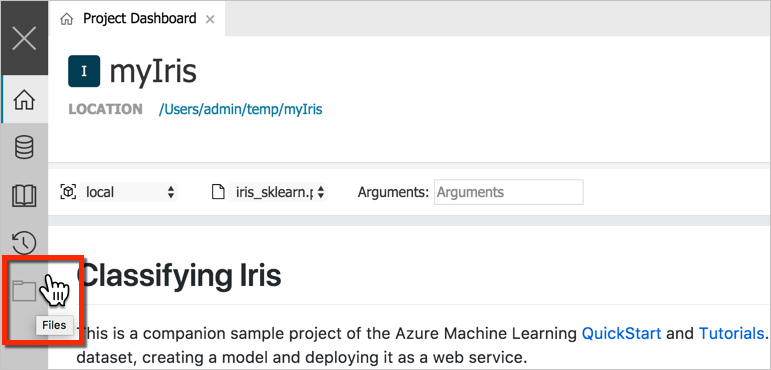 Project Dashboard
I myIris
LOCATION /Users/admin/temp/myIris
local iris_sklearn.p Arguments: Arguments
Classifying Iris
Files
This is a companion sample project of the Azure Machine Learning QuickStart and Tutorials.
dataset, creating a model and deploying it as a web service.